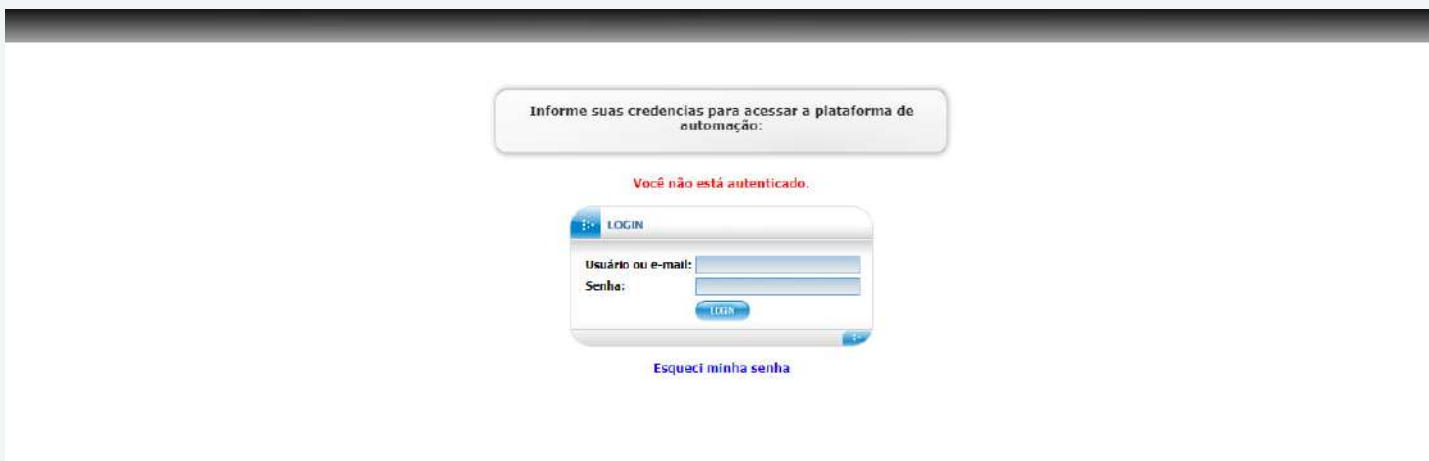 Informe suas credencias para acessar a plataforma de
automação:
Você não está autenticado.
LOGIN
Usuário ou e-mail:
Senha:
LOGIN
Esqueci minha senha